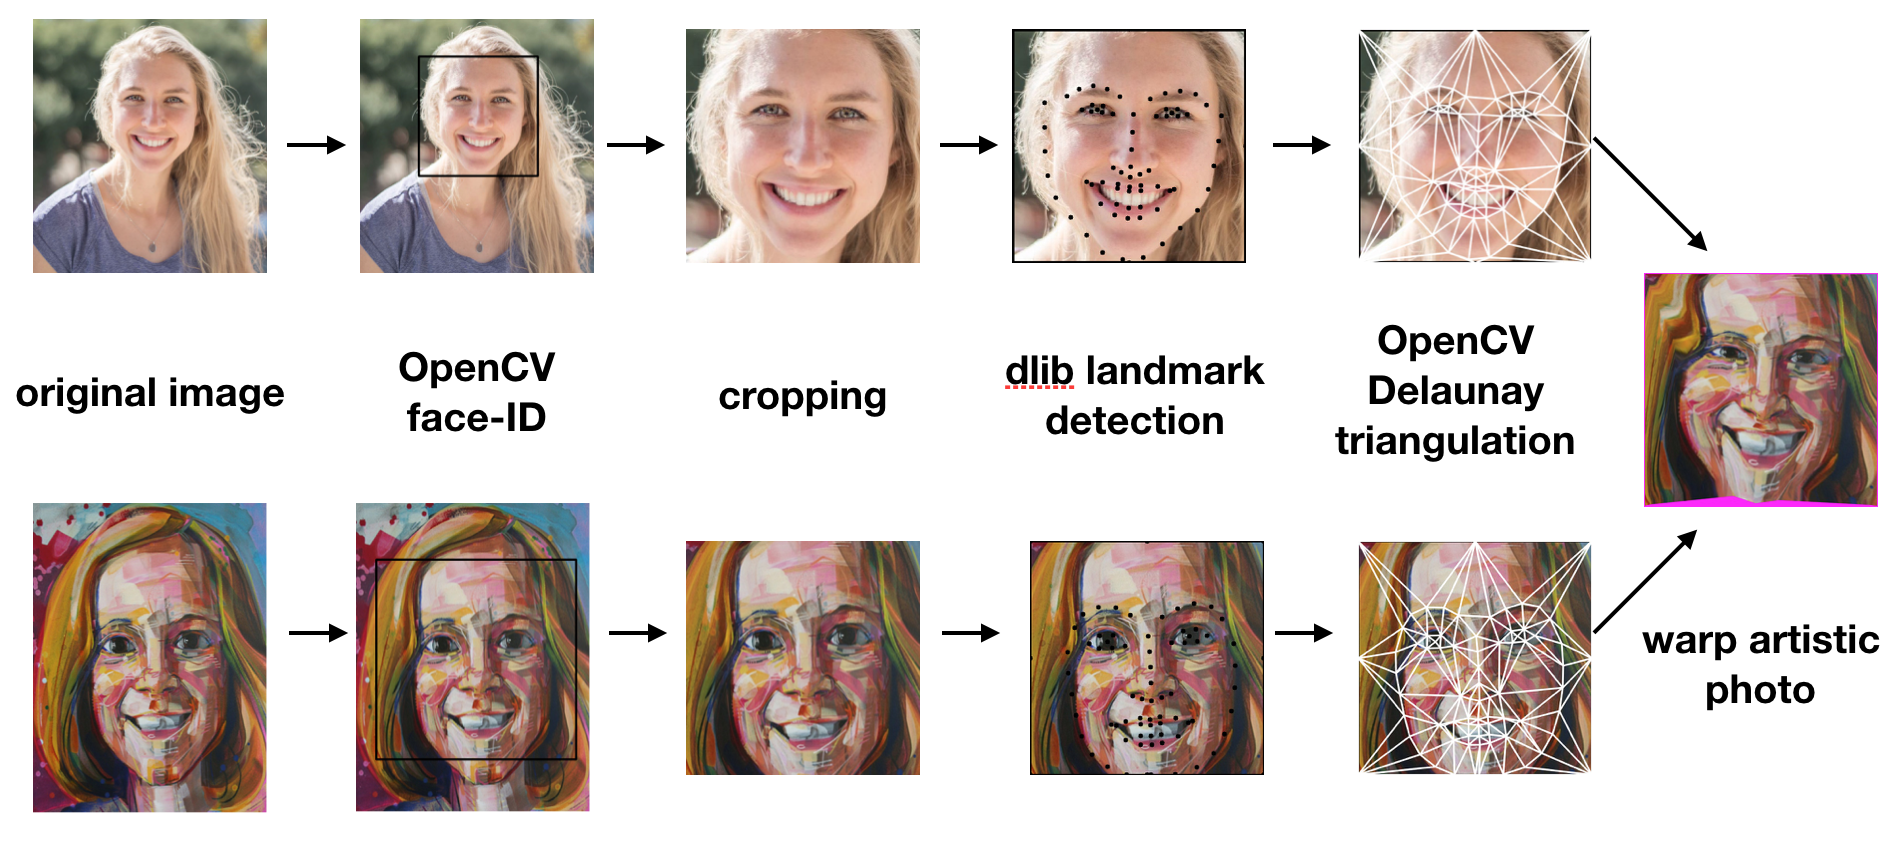 original image
OpenCV
face-ID
cropping
dlib landmark
detection
OpenCV
Delaunay
triangulation
warp artistic
photo